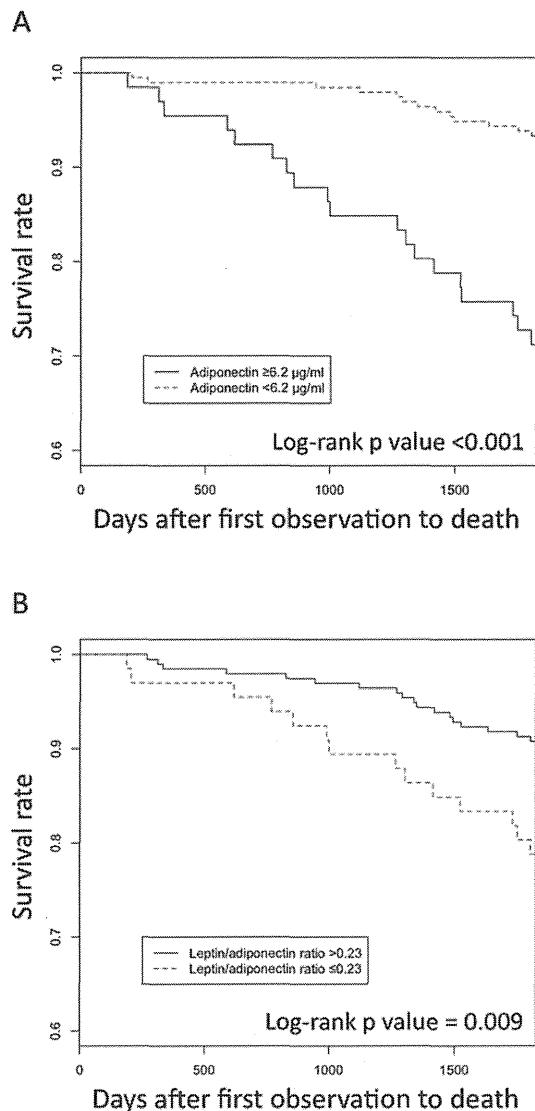 A
Survival rate
1.0
0.9
0.8
0.7
0.6
Adiponectin ≥6.2 µg/ml
Adiponectin <6.2 µg/ml
Log-rank p value <0.001
0
500
1000
1500
Days after first observation to death
B
Survival rate
1.0
0.9
0.8
0.7
0.6
Leptin/adiponectin ratio >0.23
Leptin/adiponectin ratio ≤0.23
Log-rank p value = 0.009
0
500
1000
1500
Days after first observation to death